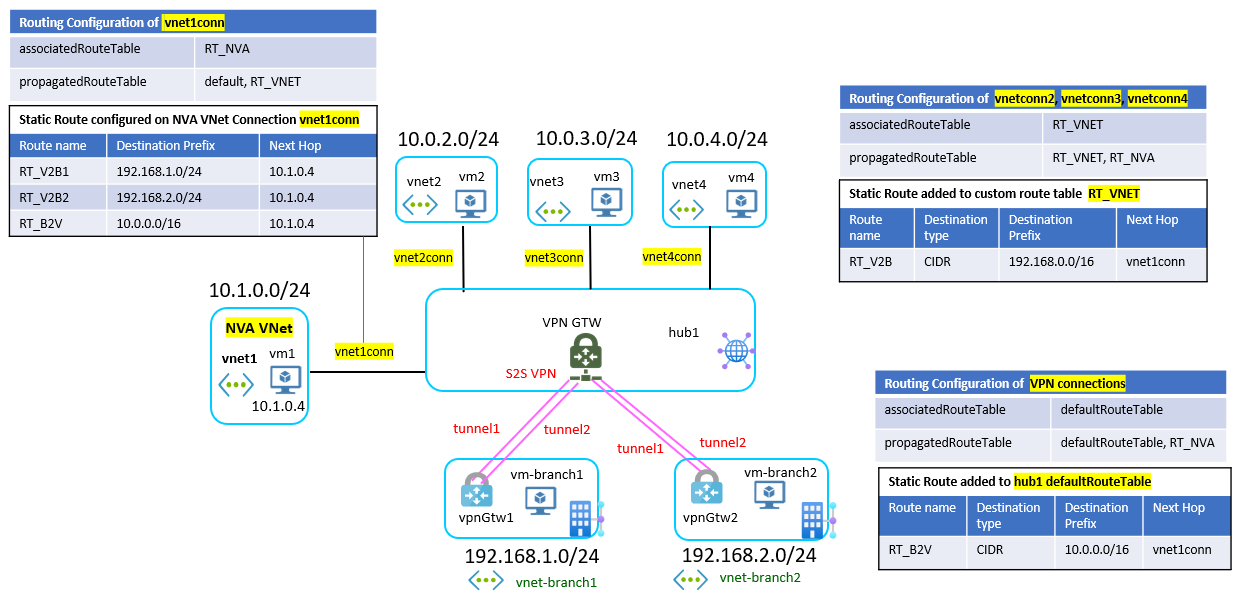 Routing Configuration of vnet1conn
associatedRouteTable RT_NVA
propagatedRouteTable default, RT_VNET
Static Route configured on NVA VNet Connection vnet1conn
Route name Destination Prefix Next Hop
RT_V2B1 192.168.1.0/24 10.1.0.4
RT_V2B2 192.168.2.0/24 10.1.0.4
RT_B2V 10.0.0.0/16 10.1.0.4
10.0.2.0/24 10.0.3.0/24 10.0.4.0/24
vnet2 vm2
vnet3 vm3
vnet4 vm4
vnet2conn vnet3conn vnet4conn
Routing Configuration of vnetconn2, vnetconn3, vnetconn4
associatedRouteTable RT_VNET
propagatedRouteTable RT_VNET, RT_NVA
Static Route added to custom route table RT_VNET
Route name Destination type Destination Prefix Next Hop
RT_V2B CIDR 192.168.0.0/16 vnet1conn
10.1.0.0/24
NVA VNet
vnet1 vm1
10.1.0.4
vnet1conn
VPN GTW
hub1
S2S VPN
tunnel1 tunnel2
tunnel1 tunnel2
vm-branch1
vpnGtw1
192.168.1.0/24
vnet-branch1
vm-branch2
vpnGtw2
192.168.2.0/24
vnet-branch2
Routing Configuration of VPN connections
associatedRouteTable defaultRouteTable
propagatedRouteTable defaultRouteTable, RT_NVA
Static Route added to hub1 defaultRouteTable
Route name Destination type Destination Prefix Next Hop
RT_B2V CIDR 10.0.0.0/16 vnet1conn